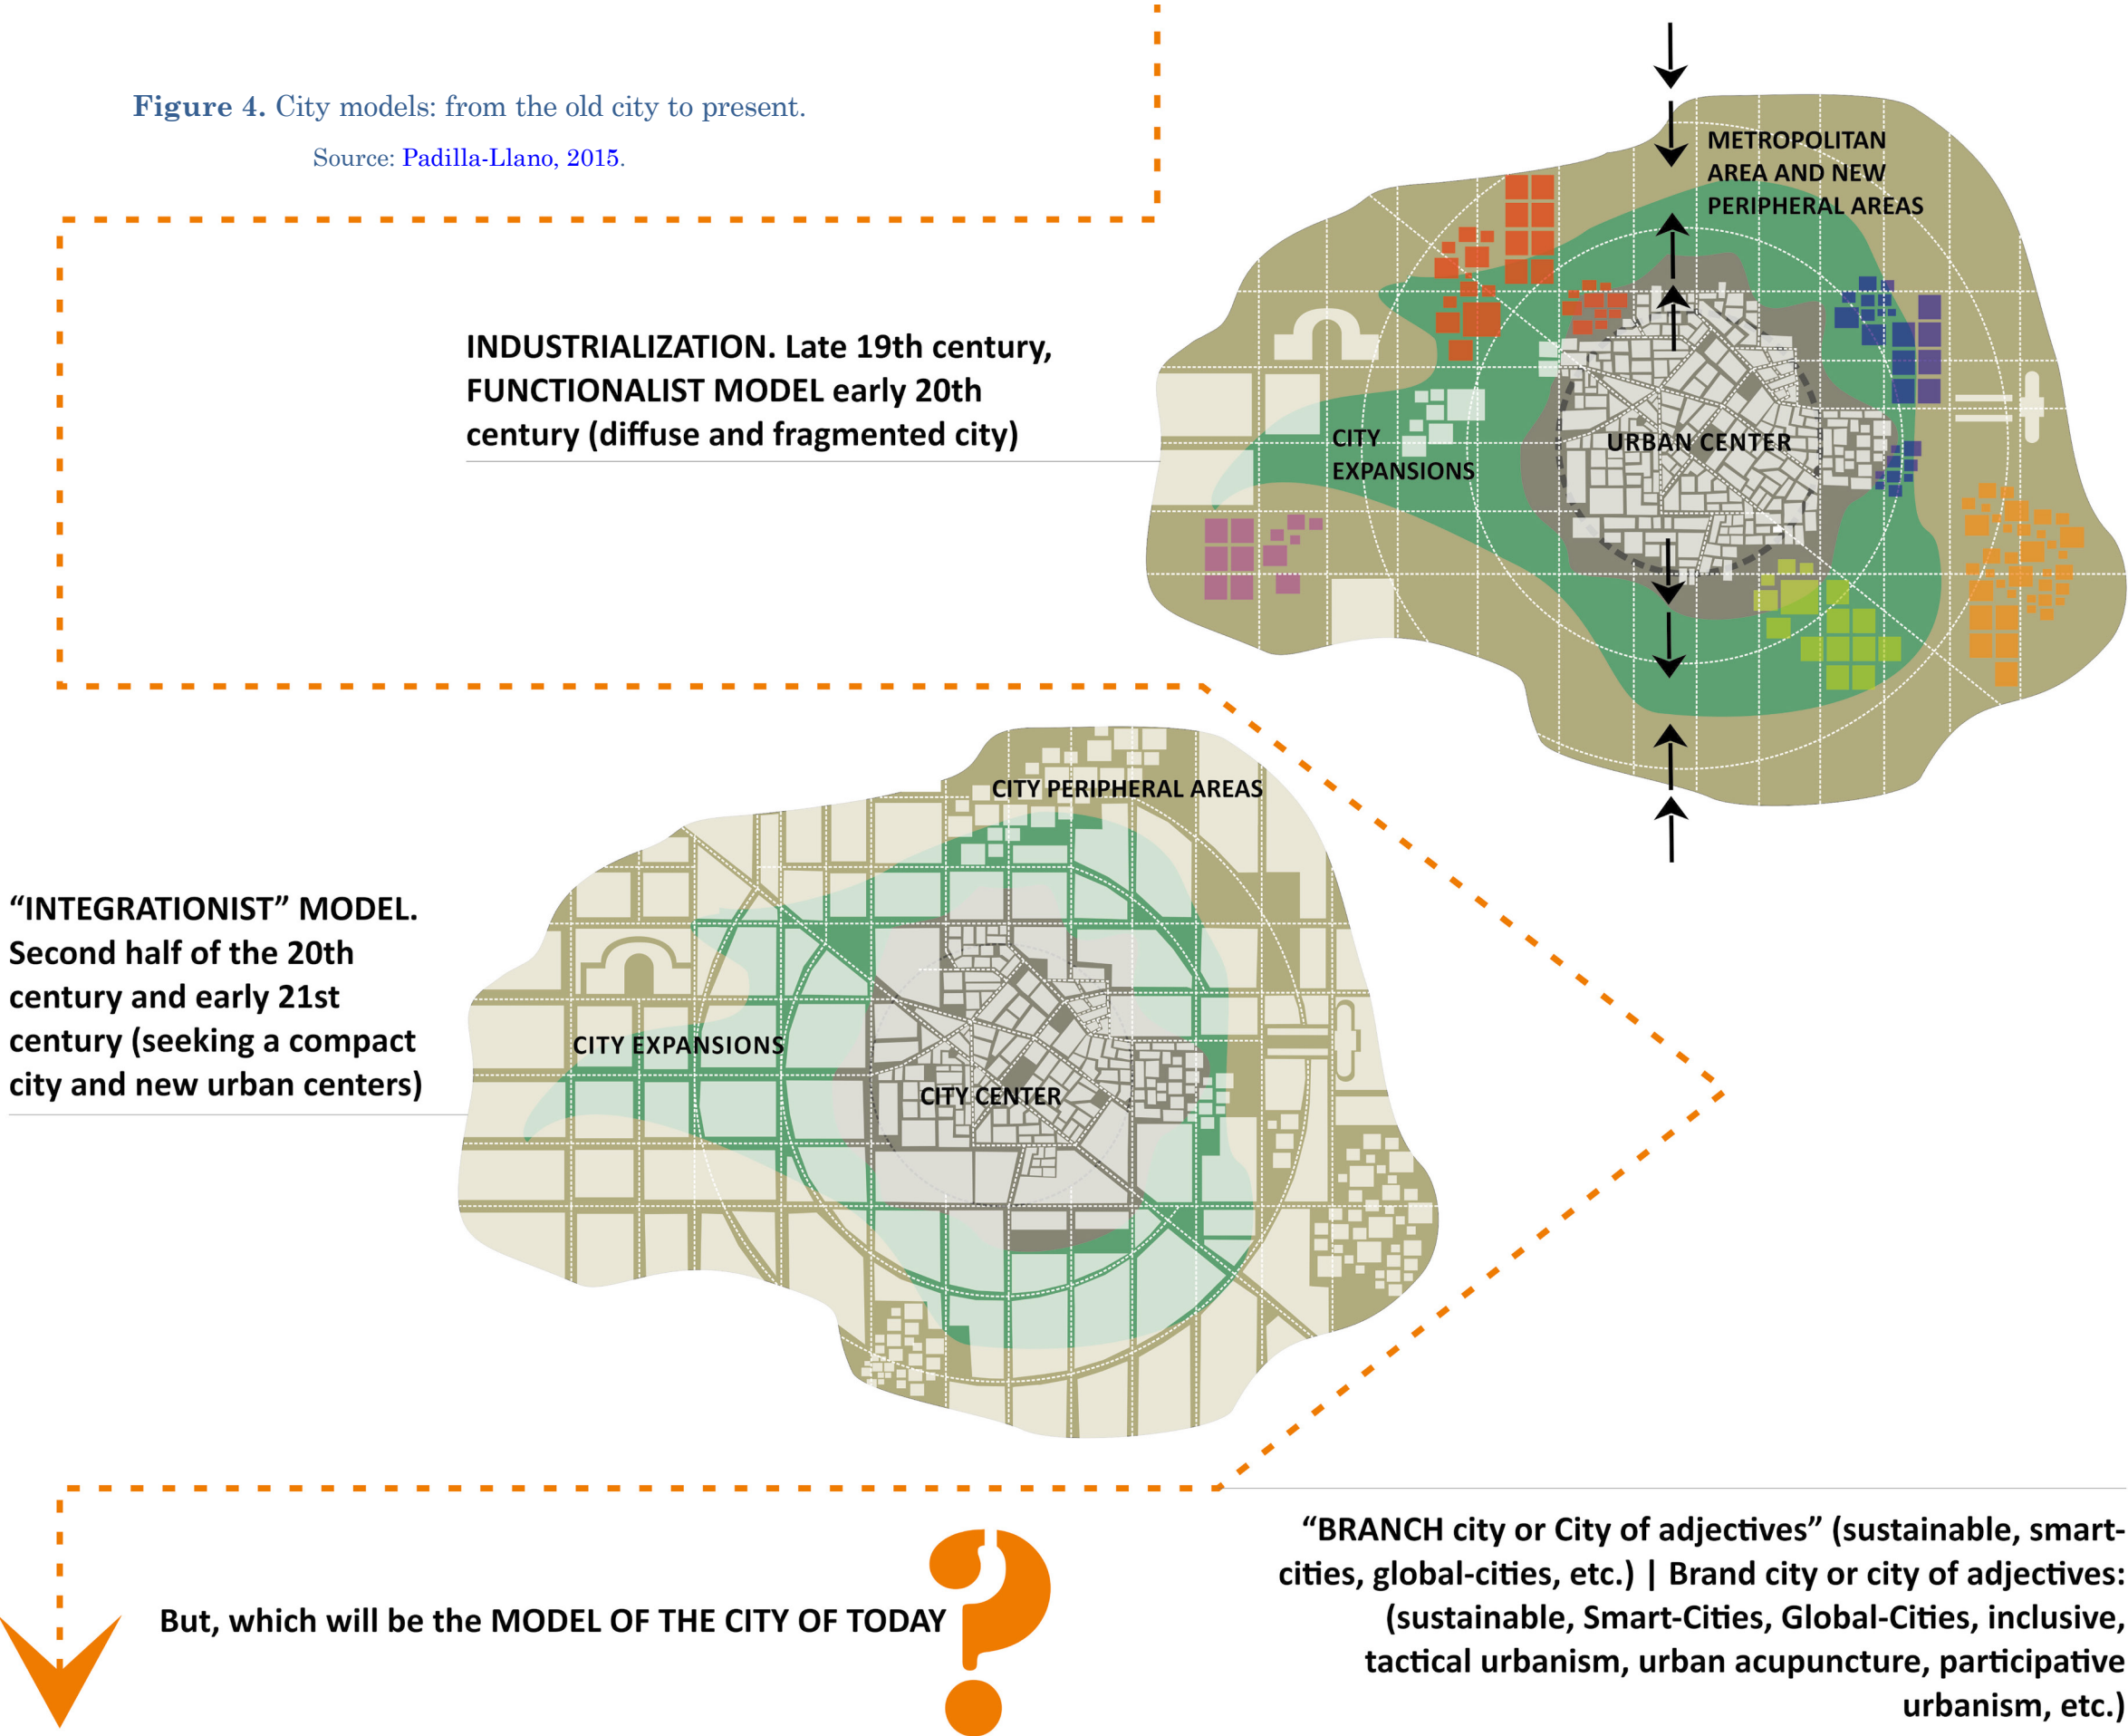 Figure 4. City models: from the old city to present.
Source: Padilla-Llano, 2015.
METROPOLITAN
AREA AND NEW
PERIPHERAL AREAS
INDUSTRIALIZATION. Late 19th century,
FUNCTIONALIST MODEL early 20th
century (diffuse and fragmented city)
CITY
EXPANSIONS
URBAN CENTER
CITY PERIPHERAL AREAS
“INTEGRATIONIST” MODEL.
Second half of the 20th
century and early 21st
century (seeking a compact
city and new urban centers)
CITY EXPANSIONS
CITY CENTER
“BRANCH city or City of adjectives” (sustainable, smart-
cities, global-cities, etc.) | Brand city or city of adjectives:
(sustainable, Smart-Cities, Global-Cities, inclusive,
tactical urbanism, urban acupuncture, participative
urbanism, etc.)
But, which will be the MODEL OF THE CITY OF TODAY ?